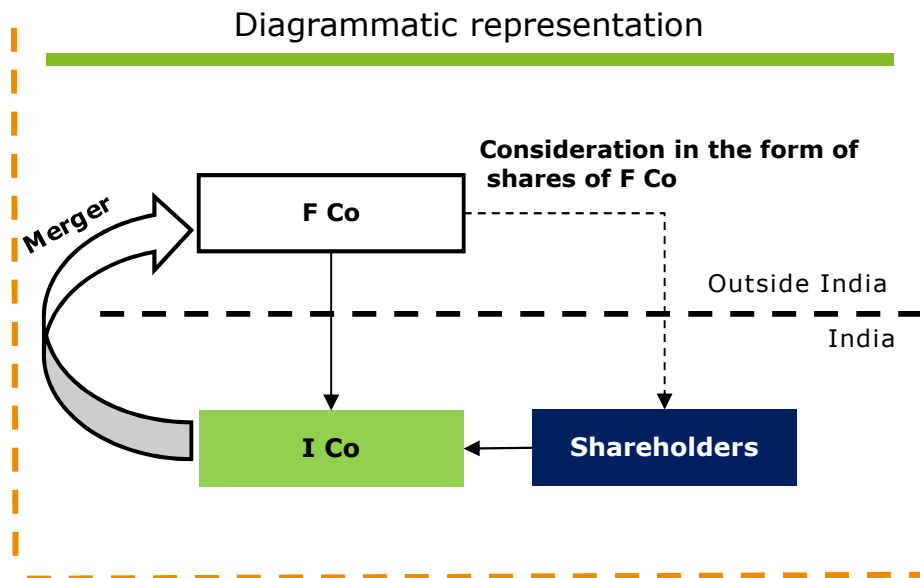 Diagrammatic representation
Consideration in the form of
shares of F Co
Merger
F Co
Outside India
India
I Co
Shareholders